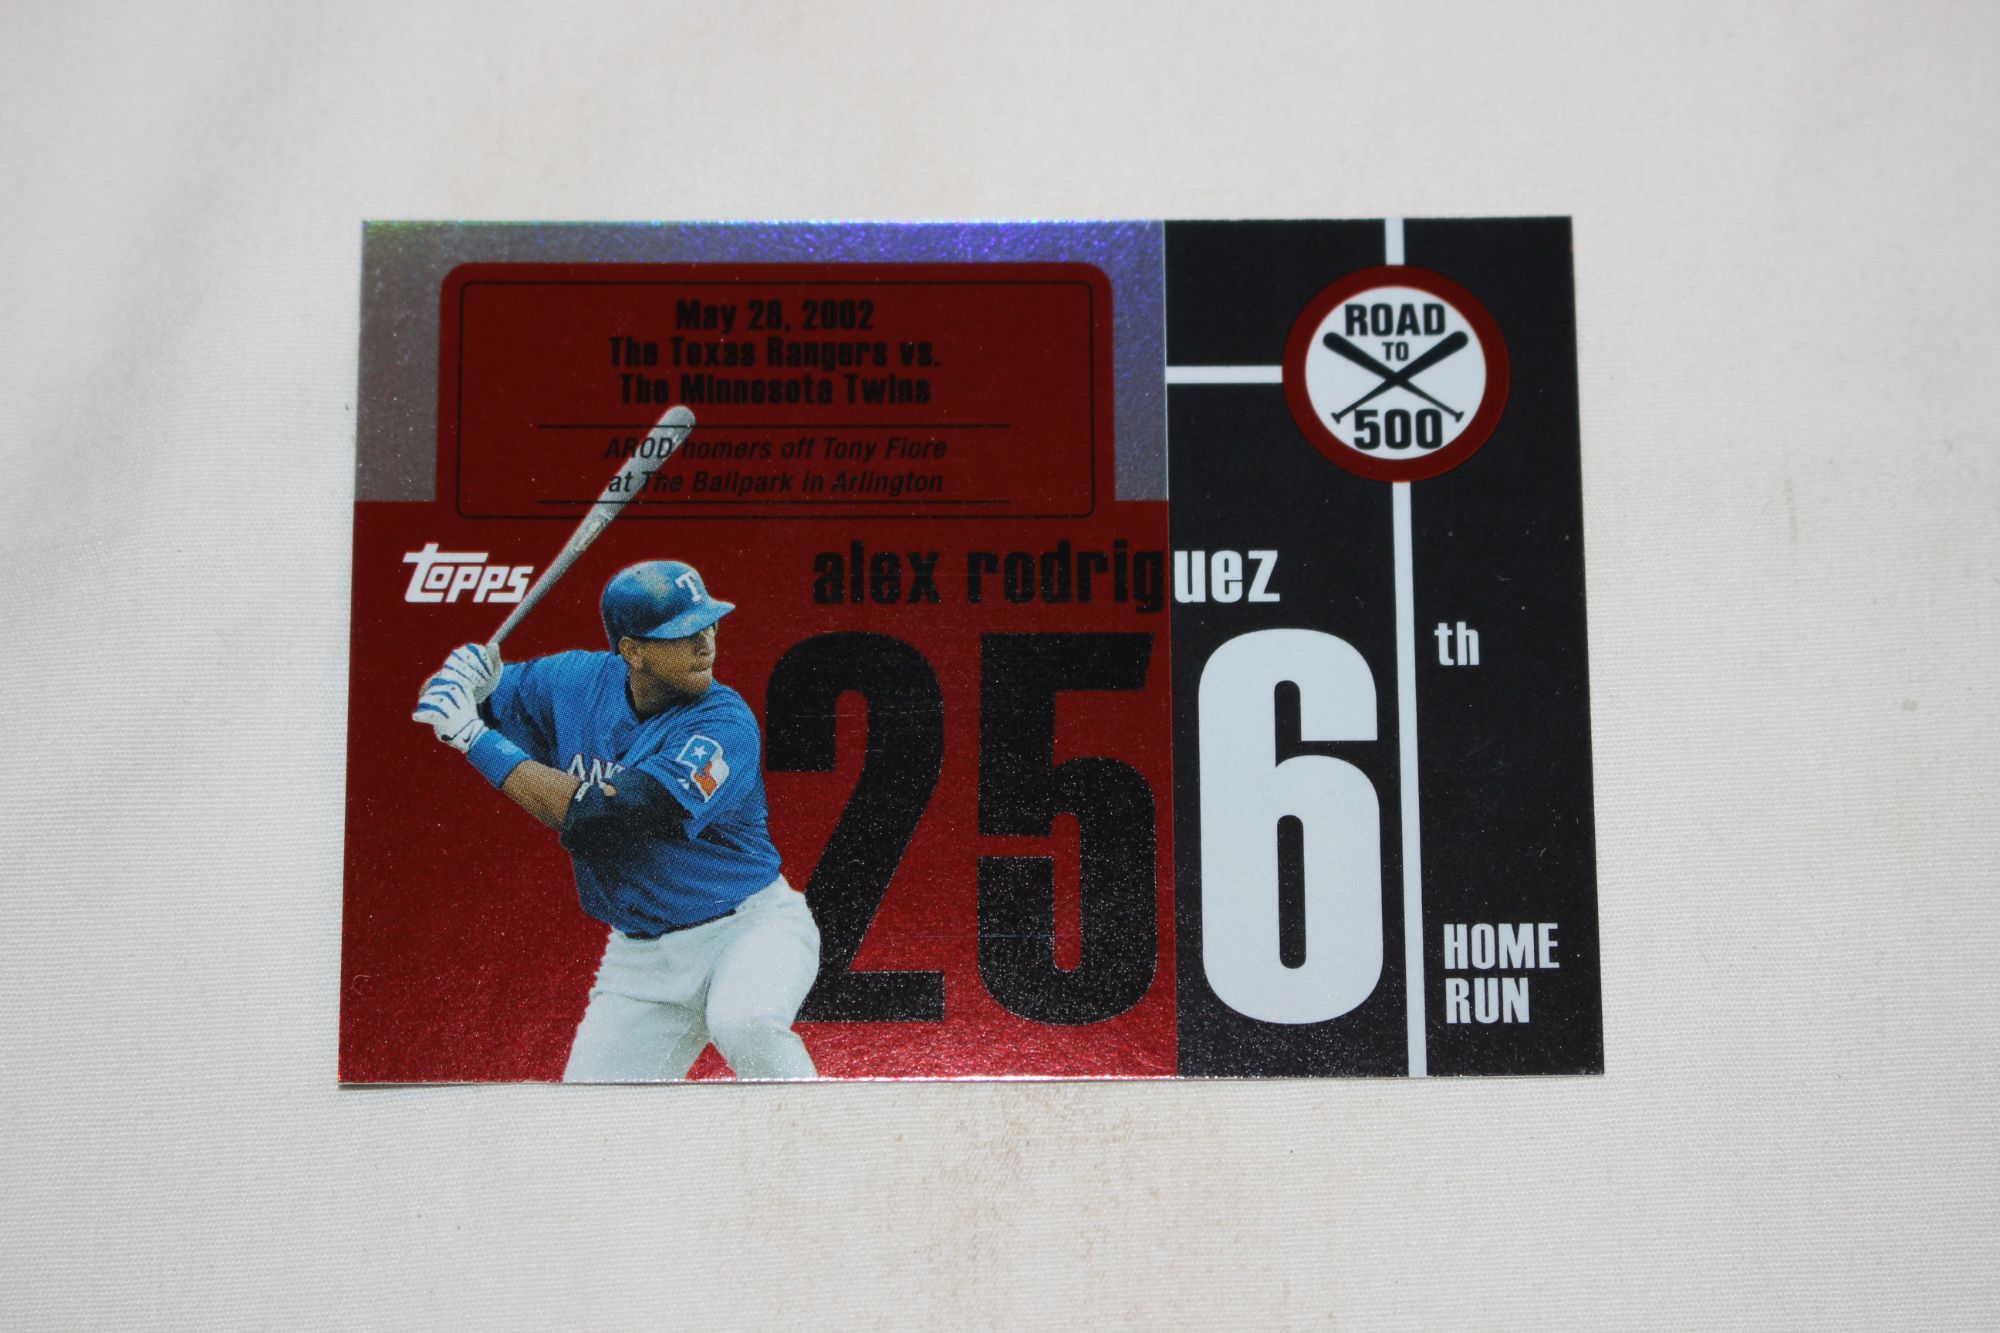 May 28, 2002
The Texas Rangers vs.
The Minnesota Twins
AROD homers off Tony Fiore
at The Ballpark in Arlington
ROAD
TO
500
TOPPS
alex rodriguez
T
256
th
HOME
RUN